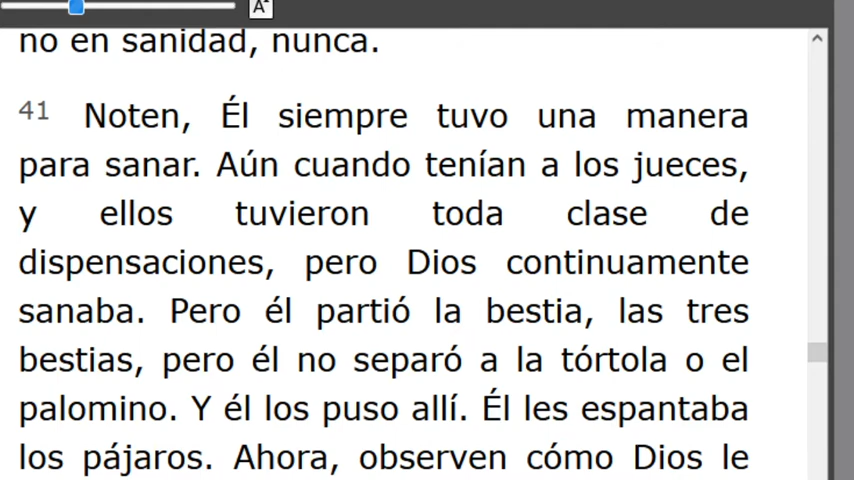 A
no en sanidad, nunca.
41 Noten, Él siempre tuvo una manera
para sanar. Aún cuando tenían a los jueces,
y ellos tuvieron toda clase de
dispensaciones, pero Dios continuamente
sanaba. Pero él partió la bestia, las tres
bestias, pero él no separó a la tórtola o el
palomino. Y él los puso allí. Él les espantaba
los pájaros. Ahora, observen cómo Dios le